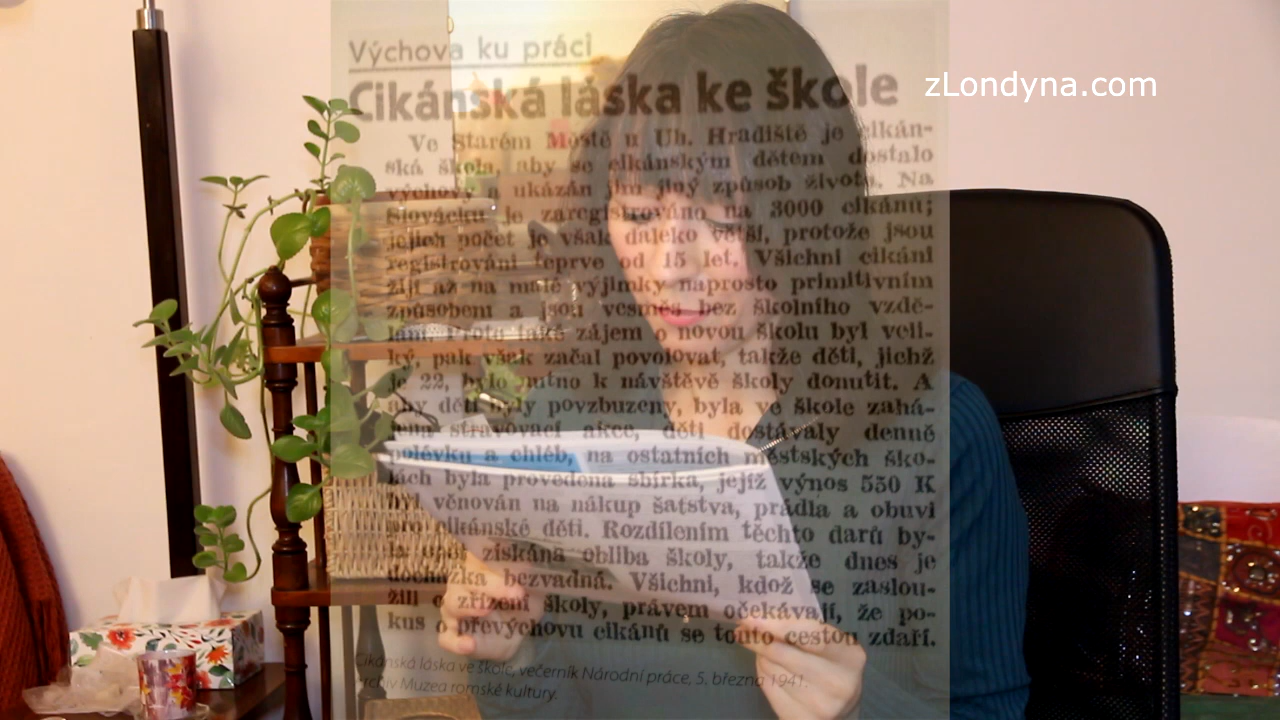 Výchova ku práci
Cikánská láska ke škole
zLondyna.com
Ve Starém Městě u Uh. Hradiště je cikán-
ská škola, aby se cikánským dětem dostalo
výchovy a ukázán jim jiný způsob života. Na
Slovácku je zaregistrováno na 3000 cikánů;
jejich počet je však daleko větší, protože jsou
registrováni teprve od 15 let. Všichni cikáni
žijí až na malé výjimky naprosto primitivním
způsobem a jsou vesměs bez školního vzdě-
lání. Proto také zájem o novou školu byl veli-
ký, pak však začal povolovat, takže děti, jichž
je 22, bylo nutno k návštěvě školy donutit. A
aby děti byly povzbuzeny, byla ve škole zahá-
jena stravovací akce, děti dostávaly denně
polévku a chléb, na ostatních městských ško-
lách byla provedena sbírka, jejíž výnos 550 K
byl věnován na nákup šatstva, prádla a obuvi
pro cikánské děti. Rozdílením těchto darů by-
la opět získána obliba školy, takže dnes je
docházka bezvadná. Všichni, kdož se zaslou-
žili o zřízení školy, právem očekávají, že po-
kus o převýchovu cikánů se touto cestou zdaří.
Cikánská láska ve škole, večerník Národní práce, 5. března 1941.
Archiv Muzea romské kultury.